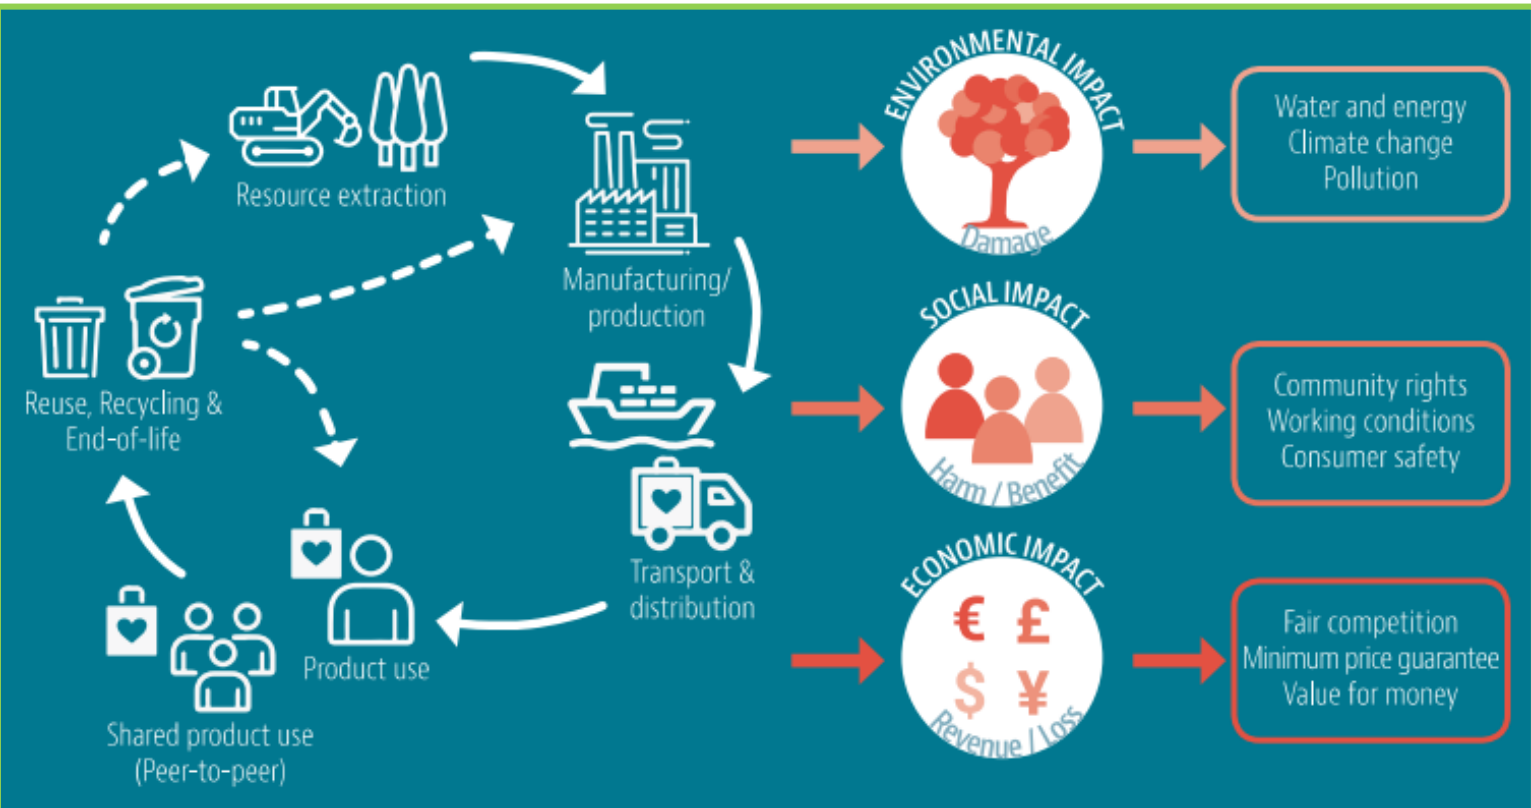 Resource extraction
Manufacturing/
production
Reuse, Recycling &
End-of-life
Transport &
distribution
Product use
Shared product use
(Peer-to-peer)
ENVIRONMENTAL IMPACT
Damage
Water and energy
Climate change
Pollution
SOCIAL IMPACT
Harm / Benefit
Community rights
Working conditions
Consumer safety
ECONOMIC IMPACT
€ £
$ ¥
Revenue / Loss
Fair competition
Minimum price guarantee
Value for money